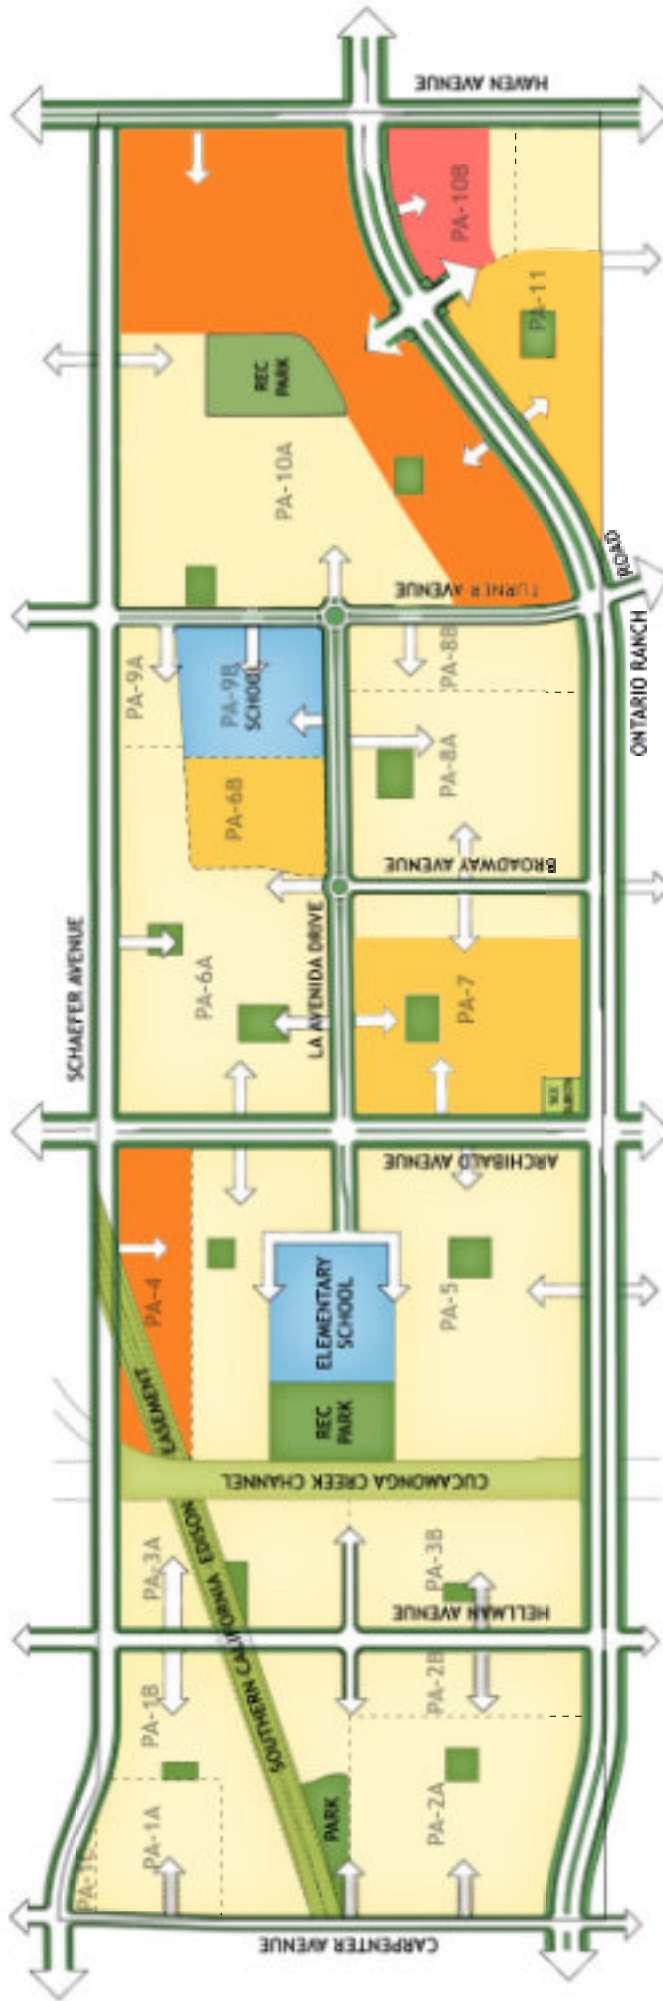 HAVEN AVENUE
PA-10B
PA-11
REC
PARK
PA-10A
TURNER AVENUE
ROAD
ONTARIO RANCH
PA-9A
PA-9B
SCHOOL
PA-8B
PA-8A
PA-6B
BROADWAY AVENUE
SCHAEFER AVENUE
LA AVENIDA DRIVE
PA-6A
PA-7
SCE
ARCHIBALD AVENUE
PA-4
ELEMENTARY
SCHOOL
PA-5
REC
PARK
EASEMENT
CUCAMONGA CREEK CHANNEL
SOUTHERN CALIFORNIA EDISON
PA-3A
PA-3B
HELLMAN AVENUE
PA-1B
PA-2B
PARK
PA-1A
PA-2A
CARPENTER AVENUE